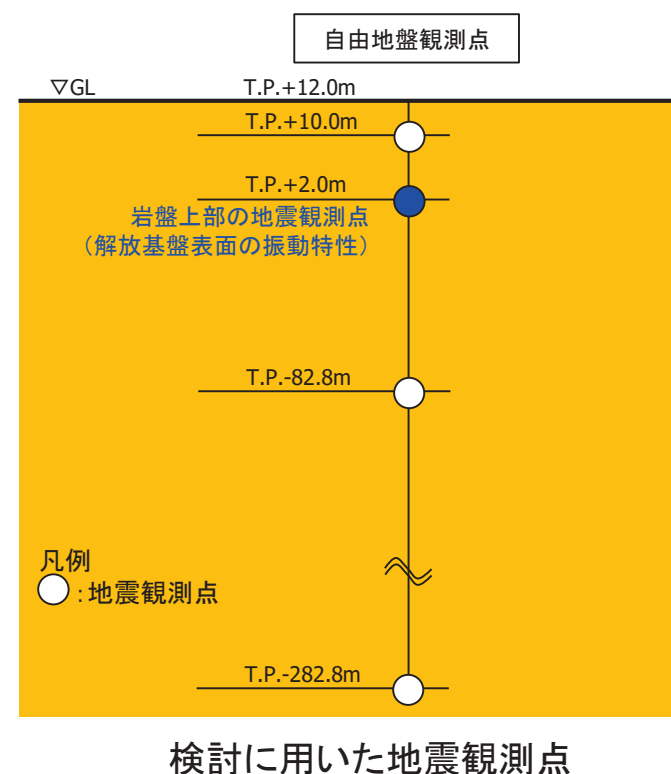 自由地盤観測点
▽GL T.P.+12.0m
T.P.+10.0m
T.P.+2.0m
岩盤上部の地震観測点
(解放基盤表面の振動特性)
T.P.-82.8m
凡例
○:地震観測点
T.P.-282.8m
検討に用いた地震観測点